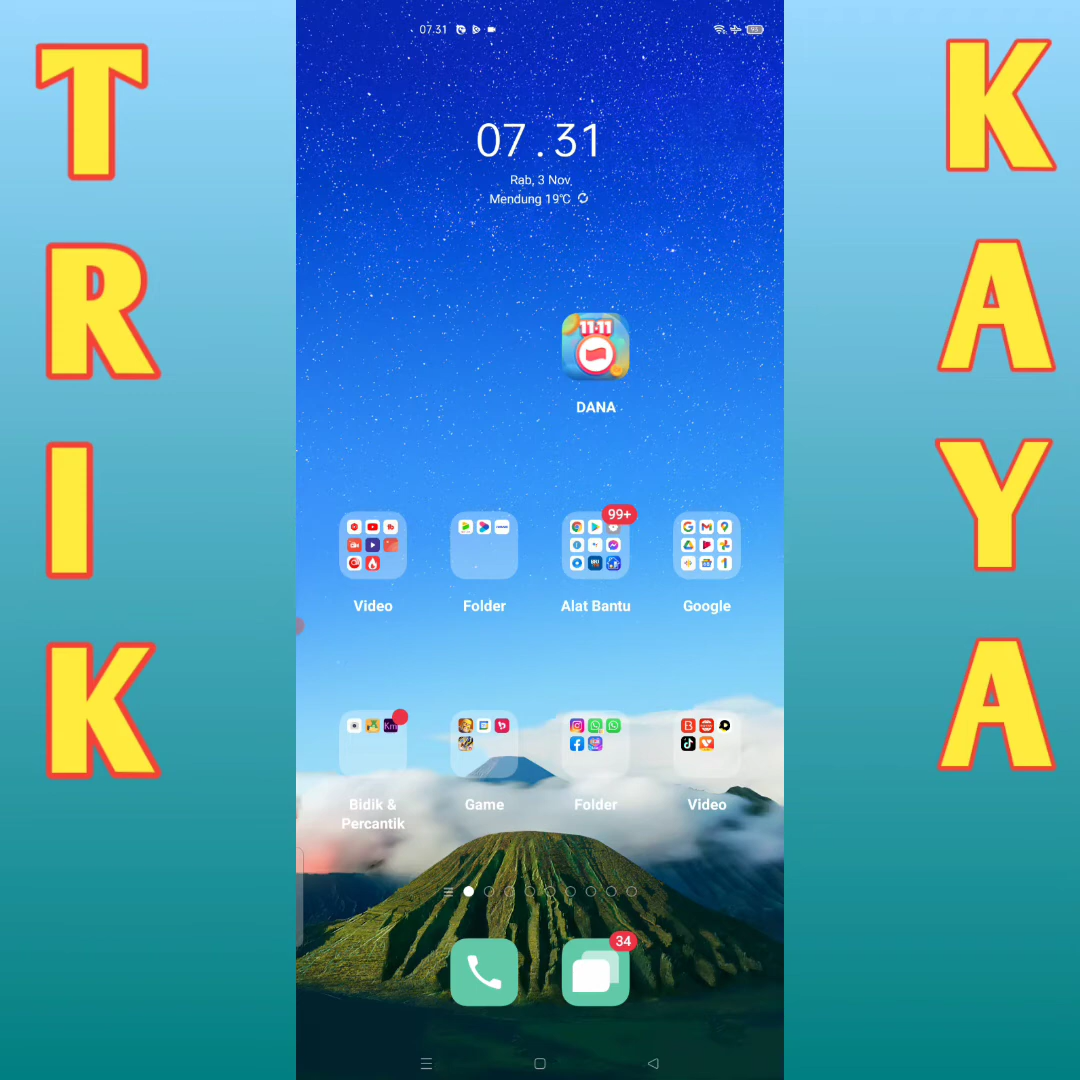 TRIK
KAYA
07.31
95
07.31
Rab, 3 Nov
Mendung 19°C
11.11
DANA
99+
Video
Folder
Alat Bantu
Google
Bidik &
Percantik
Game
Folder
Video
34